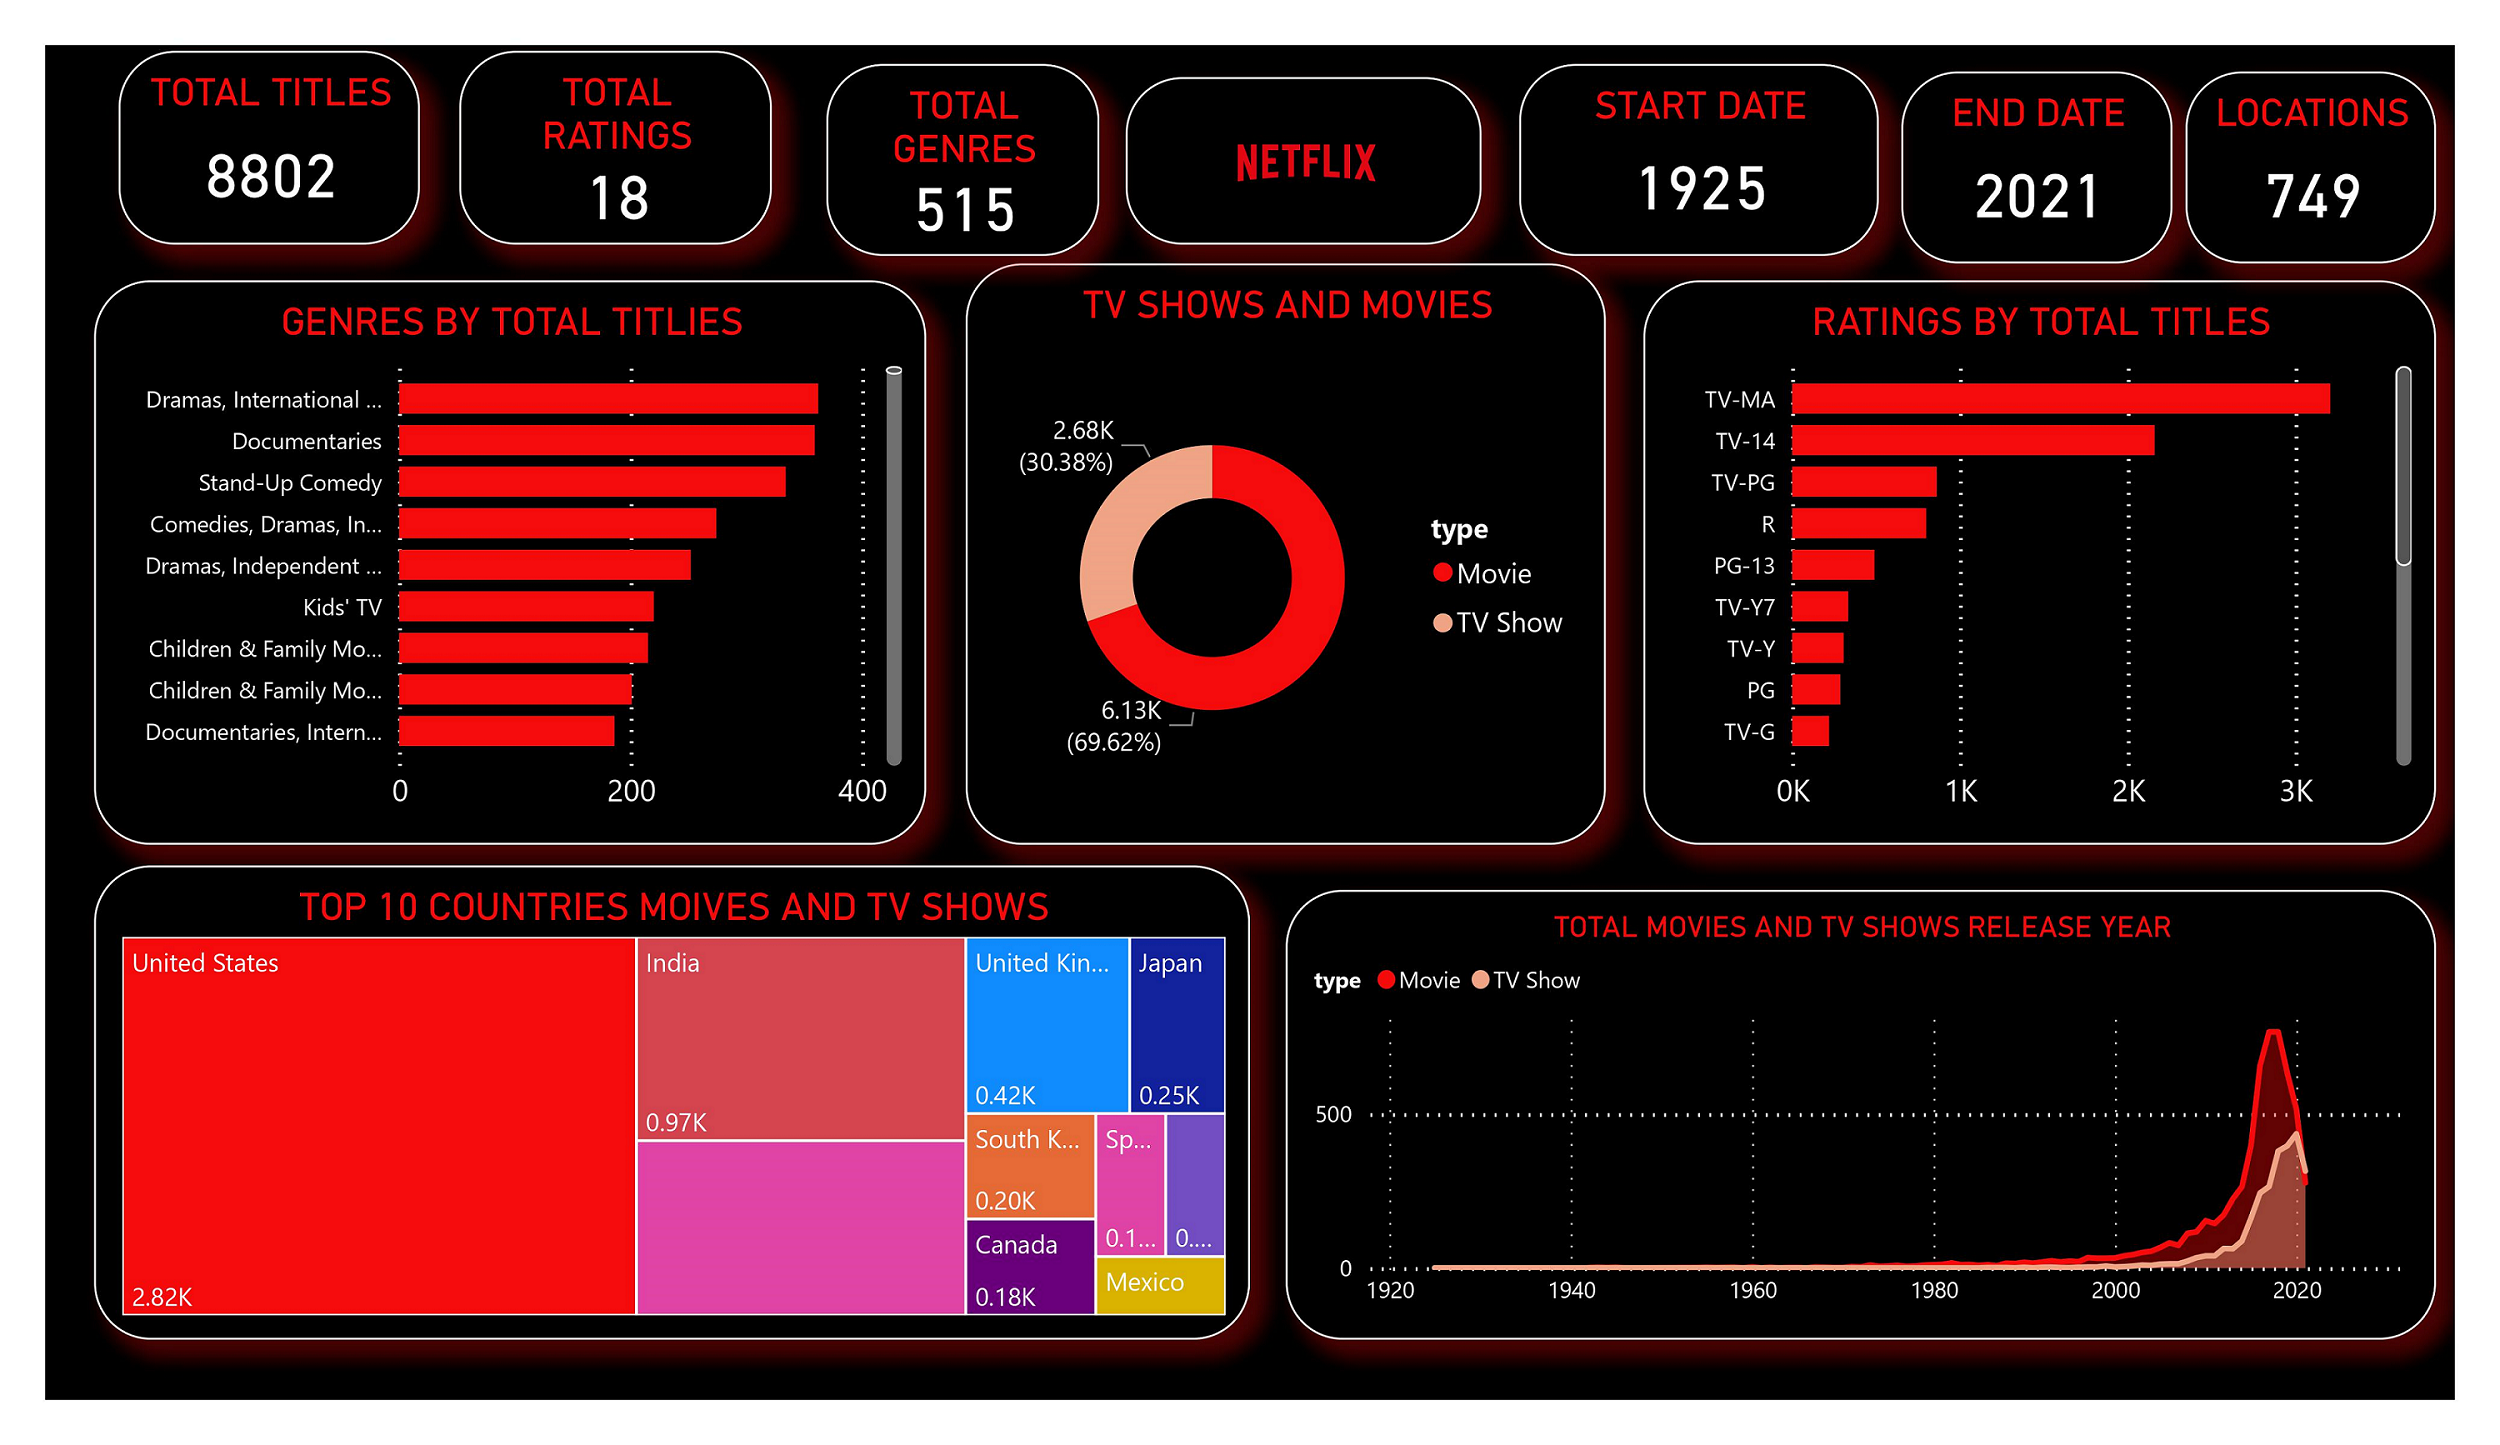 TOTAL TITLES
8802
TOTAL
RATINGS
18
TOTAL
GENRES
515
NETFLIX
START DATE
1925
END DATE
2021
LOCATIONS
749
GENRES BY TOTAL TITLIES
Dramas, International ...
Documentaries
Stand-Up Comedy
Comedies, Dramas, In...
Dramas, Independent ...
Kids' TV
Children & Family Mo...
Children & Family Mo...
Documentaries, Intern...
0 200 400
TV SHOWS AND MOVIES
2.68K
(30.38%)
6.13K
(69.62%)
type
Movie
TV Show
RATINGS BY TOTAL TITLES
TV-MA
TV-14
TV-PG
R
PG-13
TV-Y7
TV-Y
PG
TV-G
0K 1K 2K 3K
TOP 10 COUNTRIES MOIVES AND TV SHOWS
United States
2.82K
India
0.97K
United Kin...
0.42K
Japan
0.25K
South K...
0.20K
Canada
0.18K
Sp...
0.1...
0....
Mexico
TOTAL MOVIES AND TV SHOWS RELEASE YEAR
type Movie TV Show
500
0
1920 1940 1960 1980 2000 2020